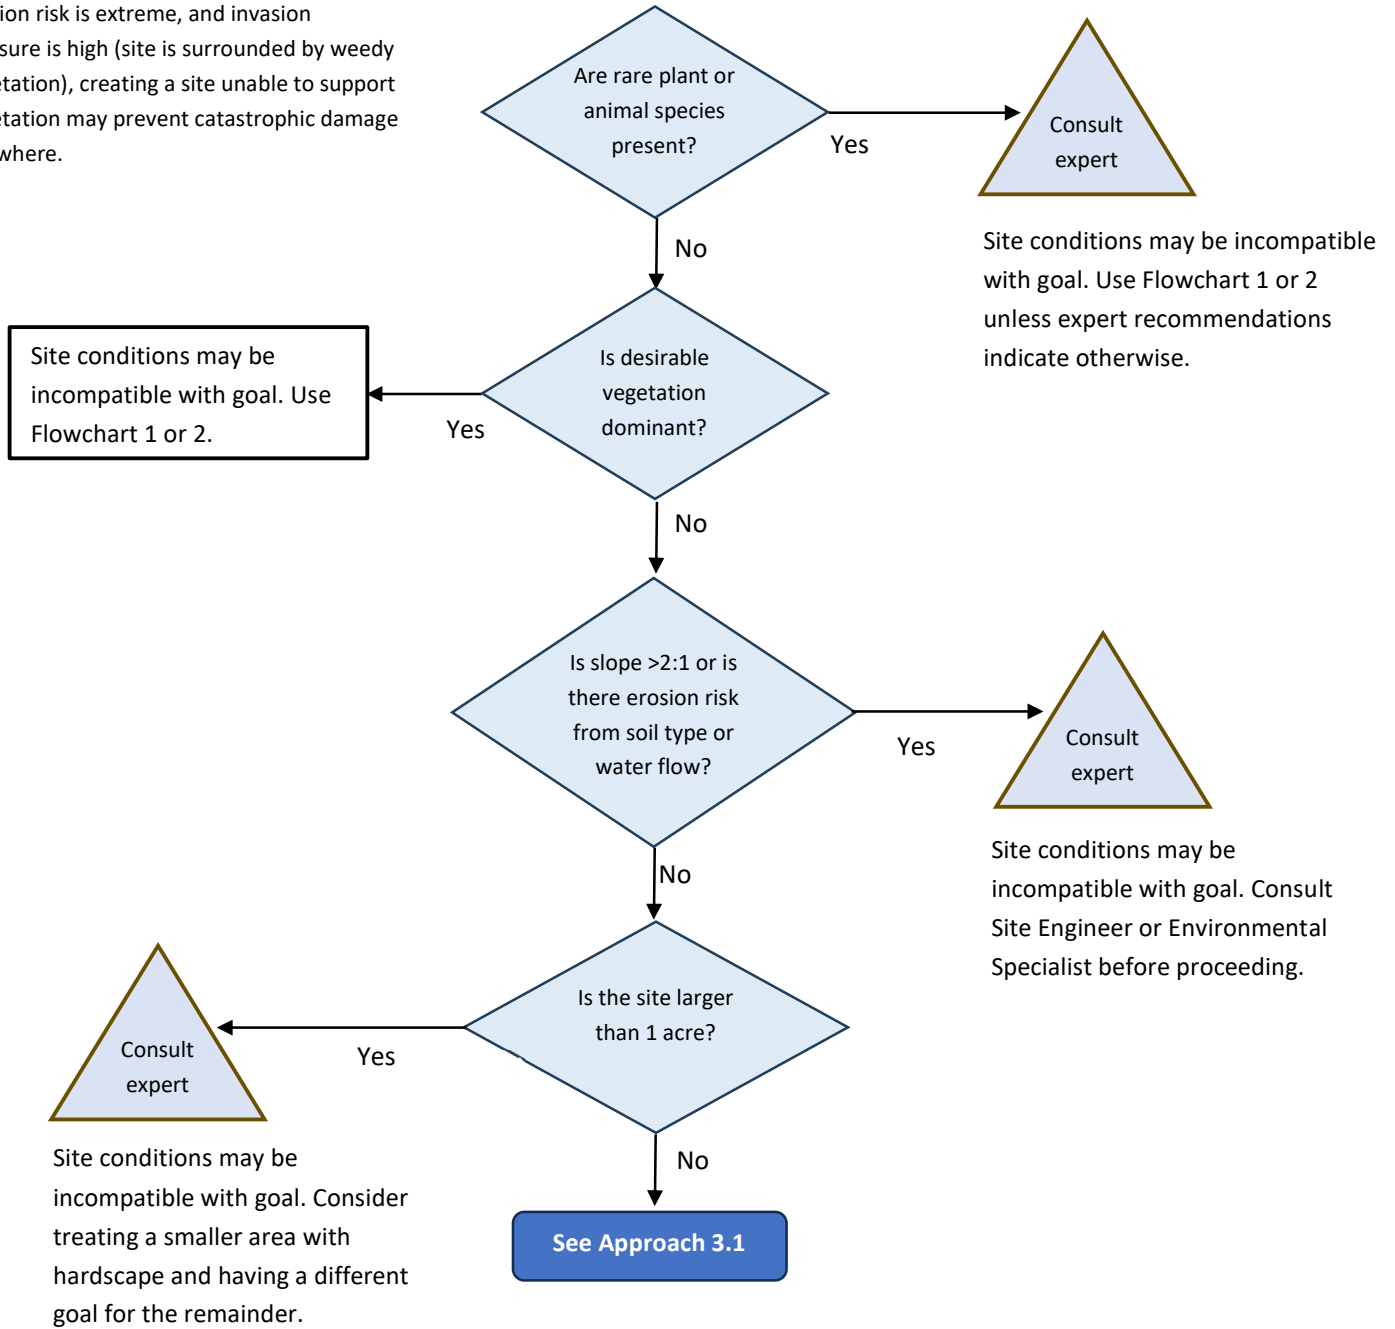 ion risk is extreme, and invasion
sure is high (site is surrounded by weedy
etation), creating a site unable to support
etation may prevent catastrophic damage
where.
Are rare plant or
animal species
present?
Yes
Consult
expert
Site conditions may be incompatible
with goal. Use Flowchart 1 or 2
unless expert recommendations
indicate otherwise.
No
Is desirable
vegetation
dominant?
Yes
Site conditions may be
incompatible with goal. Use
Flowchart 1 or 2.
No
Is slope >2:1 or is
there erosion risk
from soil type or
water flow?
Yes
Consult
expert
Site conditions may be
incompatible with goal. Consult
Site Engineer or Environmental
Specialist before proceeding.
No
Is the site larger
than 1 acre?
Yes
Consult
expert
Site conditions may be
incompatible with goal. Consider
treating a smaller area with
hardscape and having a different
goal for the remainder.
No
See Approach 3.1